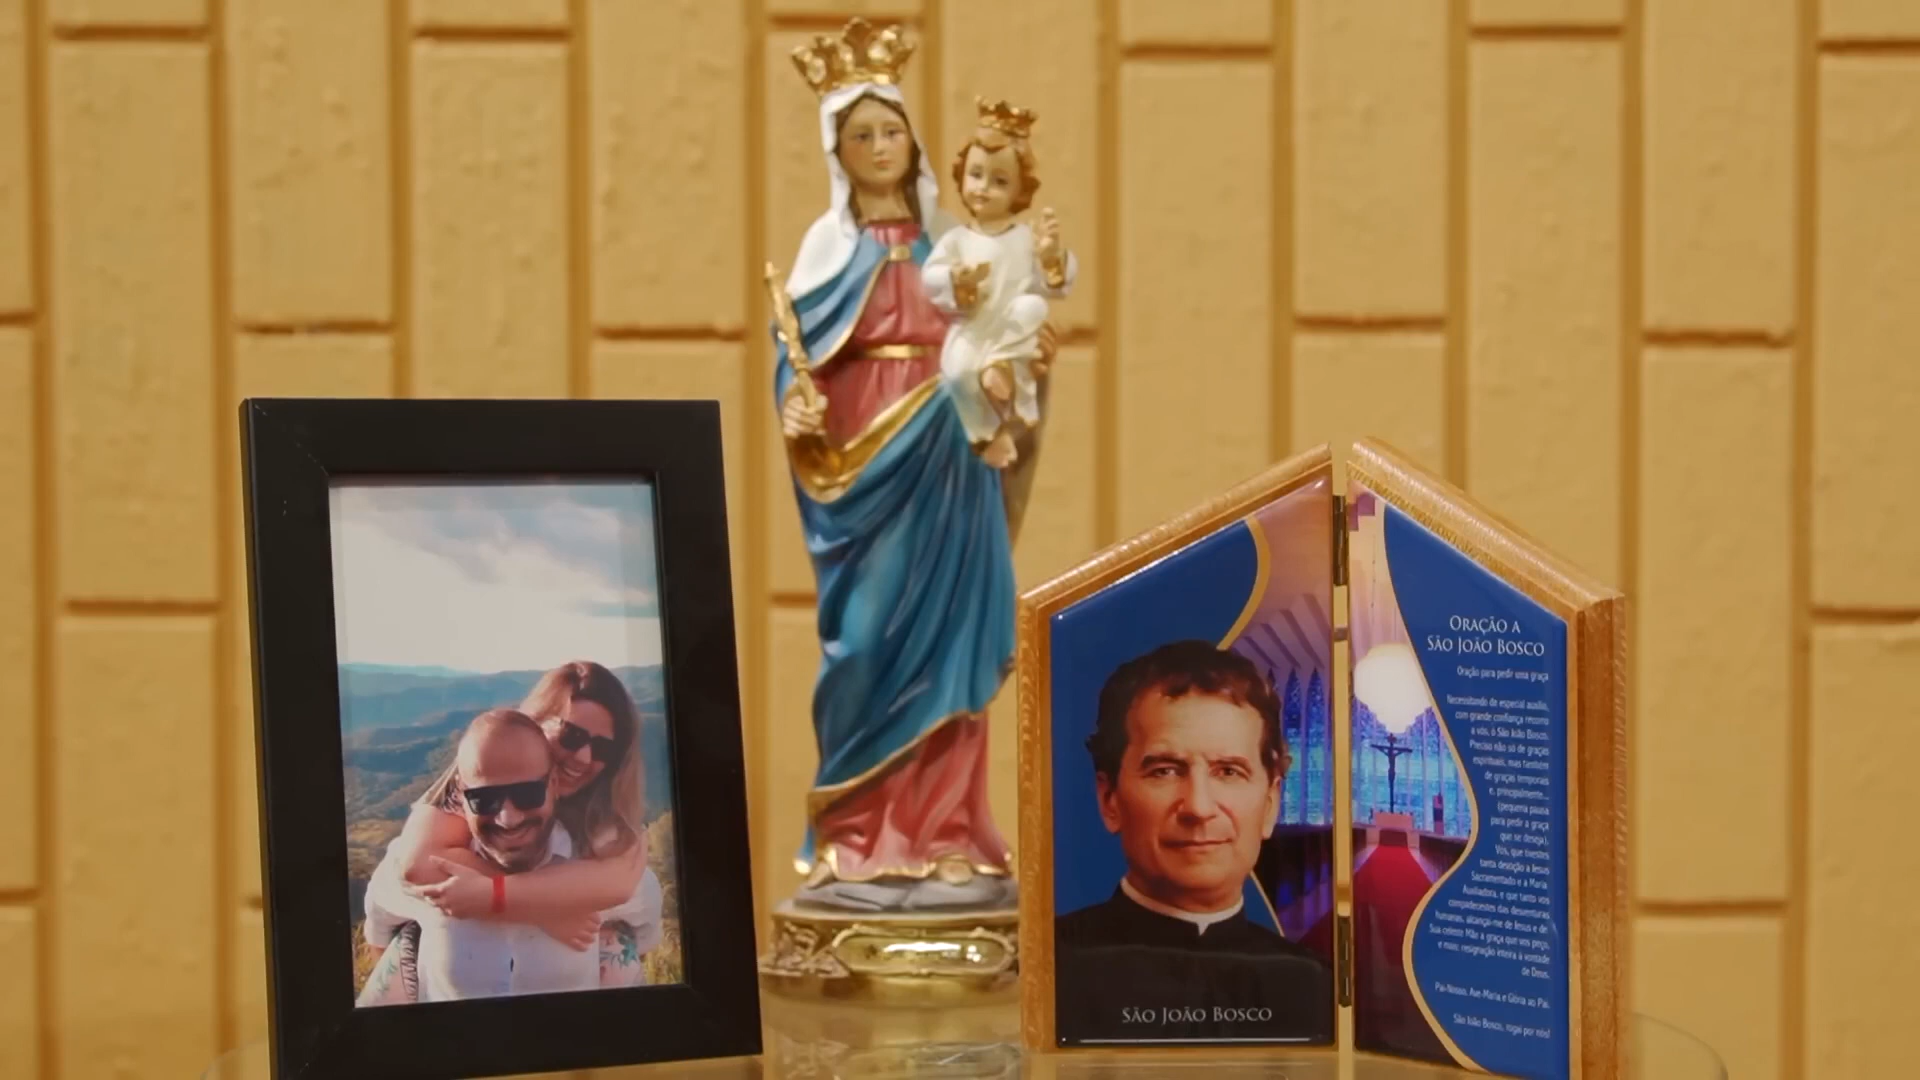 SÃO JOÃO BOSCO
ORAÇÃO A
SÃO JOÃO BOSCO
Oração para pedir uma graça
Necessitando de especial auxílio,
com grande confiança recorro
a vós, ó São João Bosco.
Preciso não só de graças
espirituais, mas também
de graças temporais
e, principalmente...
(pequena pausa
para pedir a graça
que se deseja).
Vós, que tivestes
tanta devoção a Jesus
Sacramentado e a Maria
Auxiliadora, e que tanto vos
compadecestes das desventuras
humanas, alcançai-me de Jesus e de
Sua celeste Mãe a graça que vos peço,
e mais: resignação inteira à vontade
de Deus.
Pai-Nosso, Ave-Maria e Glória ao Pai.
São João Bosco, rogai por nós!